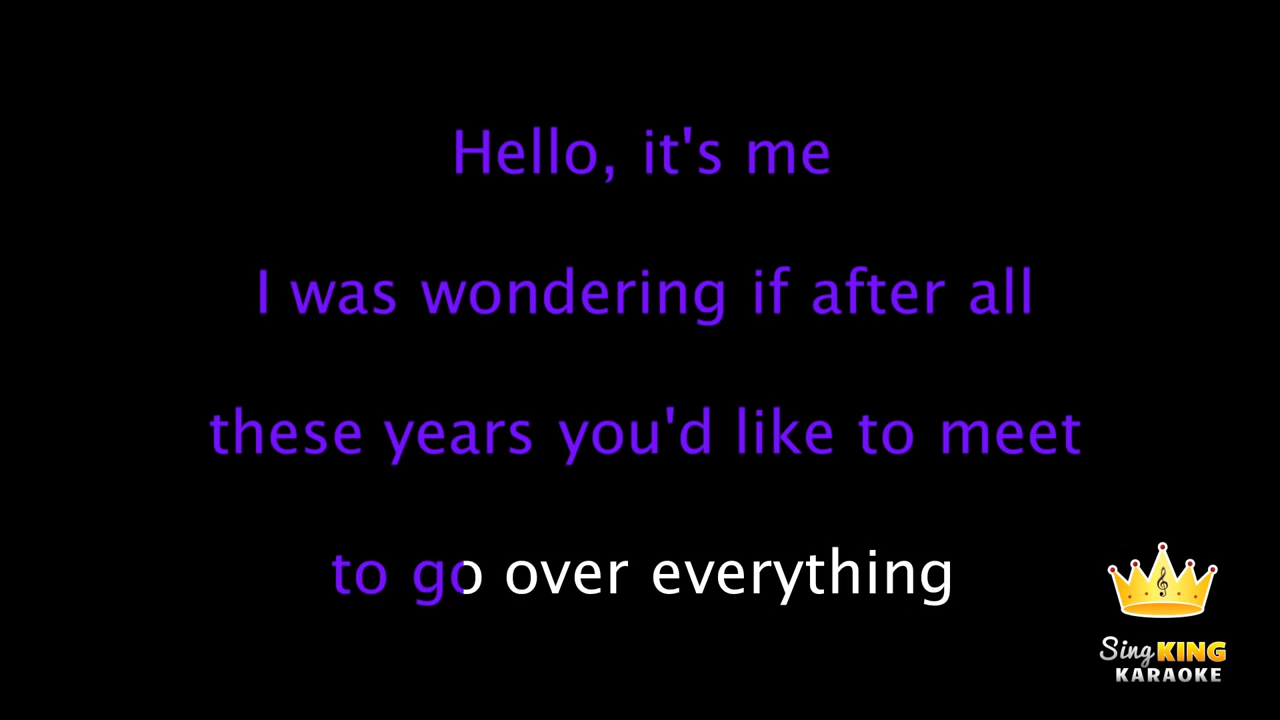 Hello, it's me
I was wondering if after all
these years you'd like to meet
to go over everything
Sing KING
KARAOKE